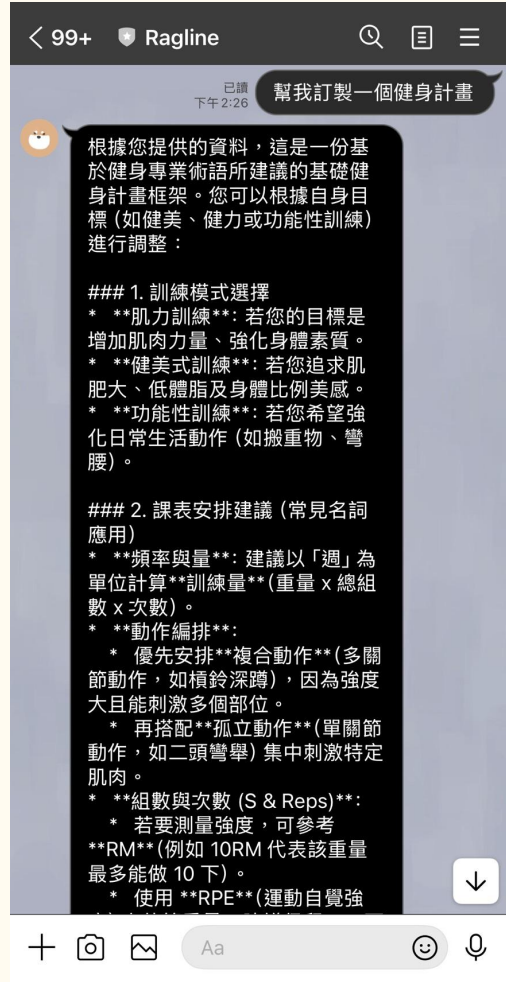 99+
Ragline
已讀
下午 2:26
幫我訂製一個健身計畫
根據您提供的資料，這是一份基
於健身專業術語所建議的基礎健
身計畫框架。您可以根據自身目
標 (如健美、健力或功能性訓練)
進行調整：
### 1. 訓練模式選擇
* **肌力訓練**: 若您的目標是
增加肌肉力量、強化身體素質。
* **健美式訓練**: 若您追求肌
肥大、低體脂及身體比例美感。
* **功能性訓練**: 若您希望強
化日常生活動作 (如搬重物、彎
腰)。
### 2. 課表安排建議 (常見名詞
應用)
* **頻率與量**: 建議以「週」為
單位計算**訓練量** (重量 x 總組
數 x 次數)。
* **動作編排**:
* 優先安排**複合動作** (多關
節動作，如槓鈴深蹲)，因為強度
大且能刺激多個部位。
* 再搭配**孤立動作** (單關節
動作，如二頭彎舉) 集中刺激特定
肌肉。
* **組數與次數 (S & Reps)**:
* 若要測量強度，可參考
**RM** (例如 10RM 代表該重量
最多能做 10 下)。
* 使用 **RPE** (運動自覺強
Aa